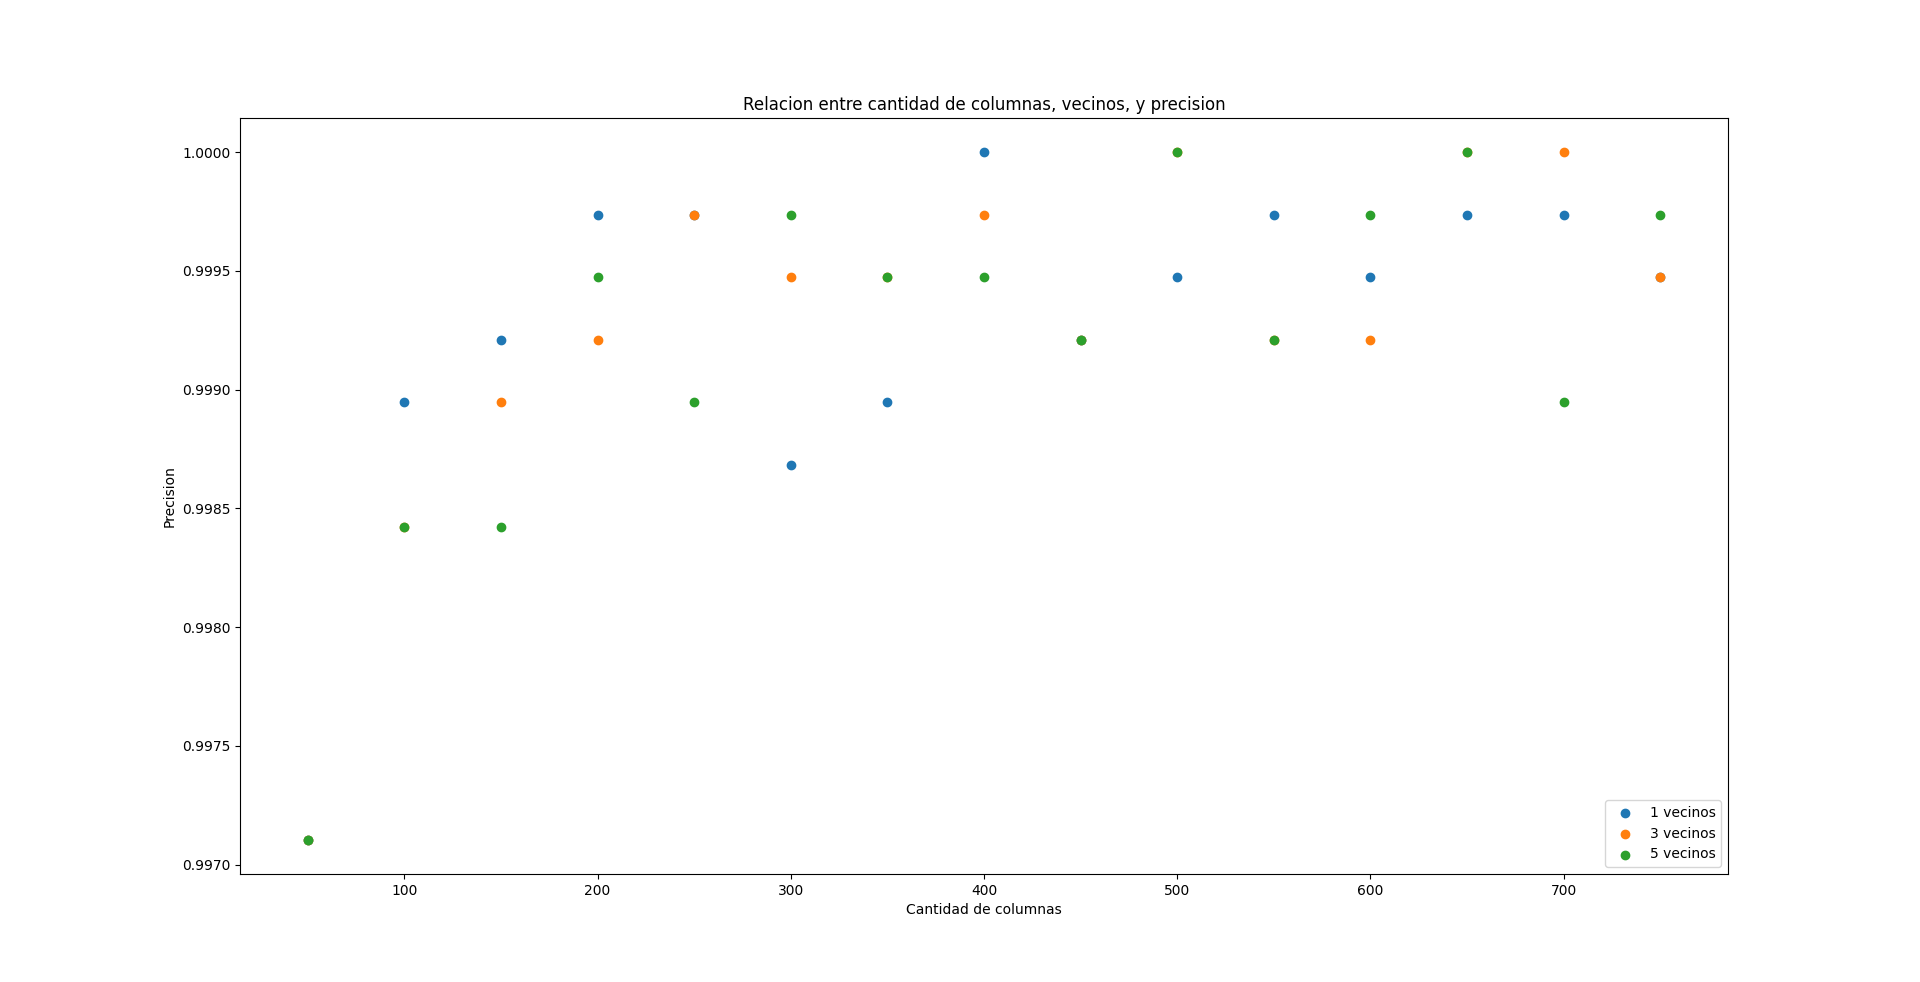 Relacion entre cantidad de columnas, vecinos, y precision
1.0000
0.9995
0.9990
0.9985
0.9980
0.9975
0.9970
Precision
100 200 300 400 500 600 700
Cantidad de columnas
1 vecinos
3 vecinos
5 vecinos